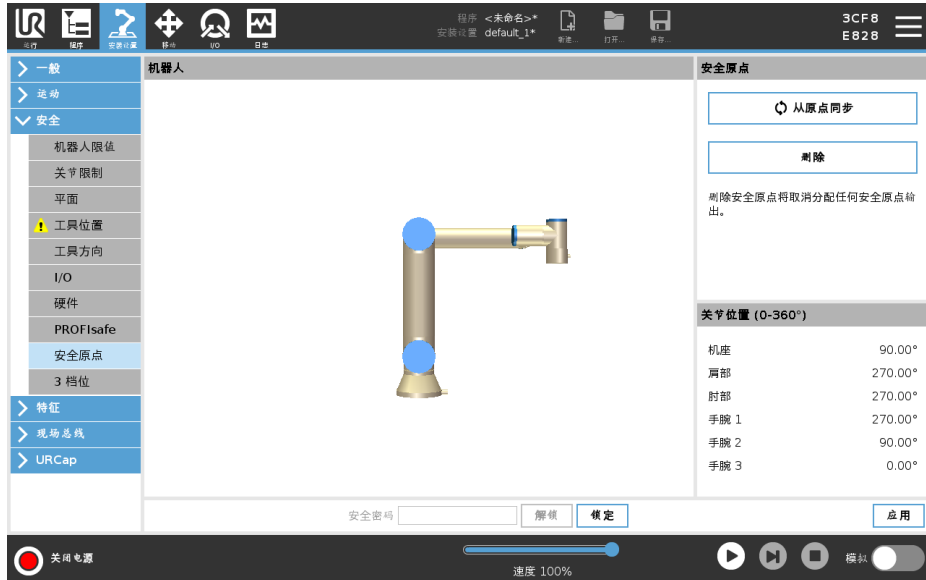 程序 <未命名>*
安装设置 default_1*
新建...
打开...
保存...
3CF8
E828
运行
程序
安装设置
移动
I/O
日志
一般
运动
安全
机器人限值
关节限制
平面
工具位置
工具方向
I/O
硬件
PROFIsafe
安全原点
3 档位
特征
现场总线
URCap
机器人
安全原点
从原点同步
删除
删除安全原点将取消分配任何安全原点输
出。
关节位置 (0-360°)
机座 90.00°
肩部 270.00°
肘部 270.00°
手腕 1 270.00°
手腕 2 90.00°
手腕 3 0.00°
安全密码
解锁
锁定
应用
关闭电源
速度 100%
模拟